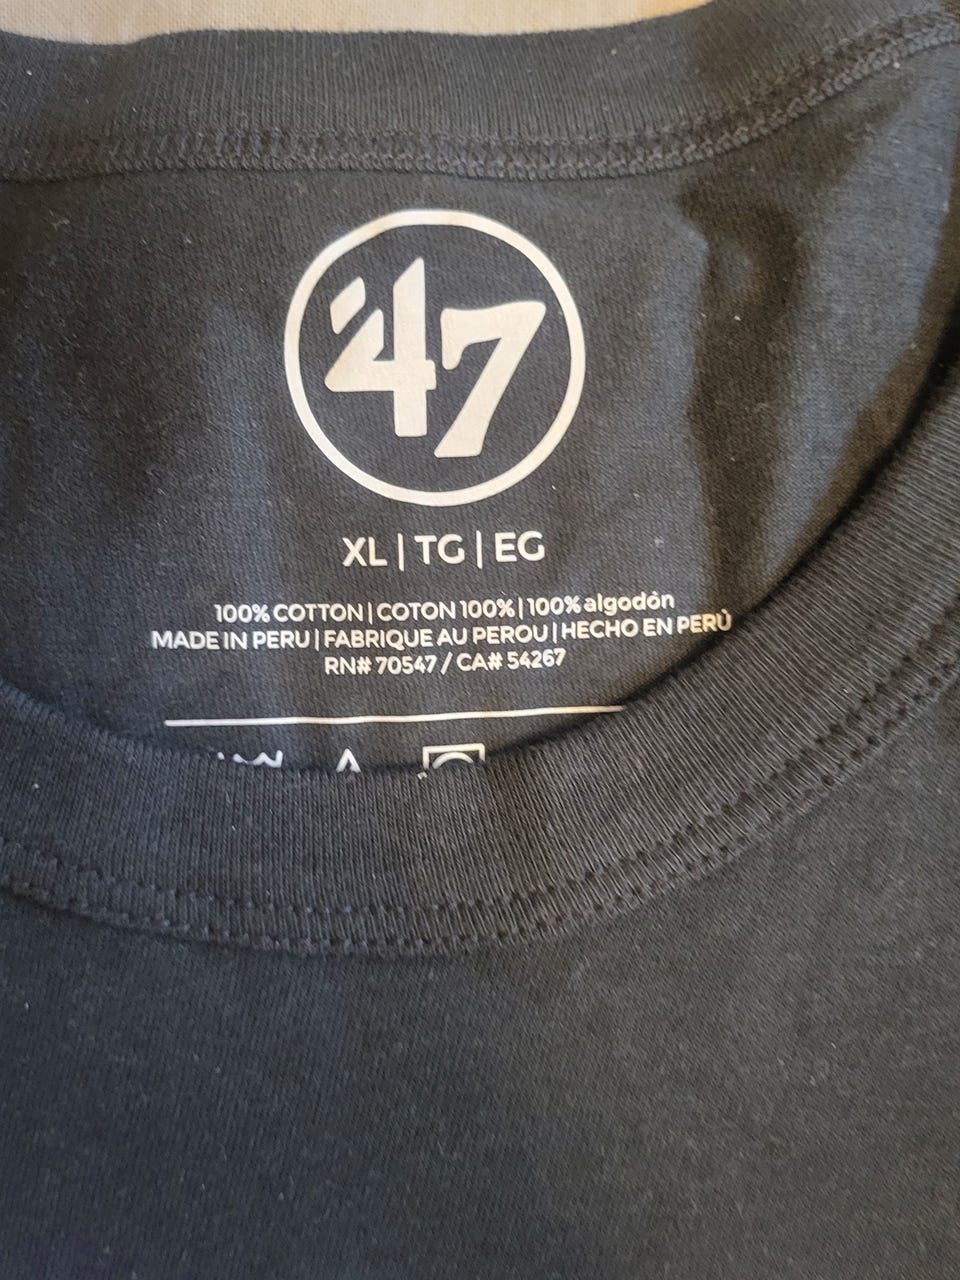 '47
XL | TG | EG
100% COTTON | COTON 100% | 100% algodón
MADE IN PERU | FABRIQUE AU PEROU | HECHO EN PERÚ
RN# 70547 / CA# 54267